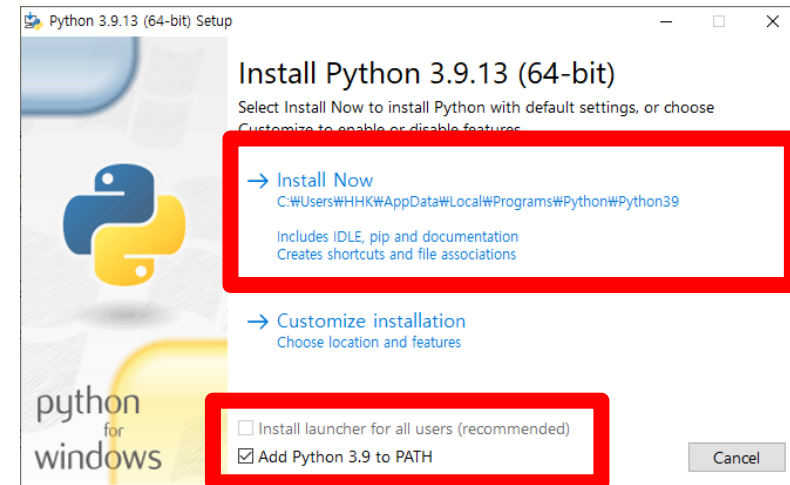 Python 3.9.13 (64-bit) Setup
Install Python 3.9.13 (64-bit)
Select Install Now to install Python with default settings, or choose
Customize to enable or disable features.
Install Now
C:₩Users₩HHK₩AppData₩Local₩Programs₩Python₩Python39
Includes IDLE, pip and documentation
Creates shortcuts and file associations
Customize installation
Choose location and features
python
for
windows
Install launcher for all users (recommended)
Add Python 3.9 to PATH
Cancel